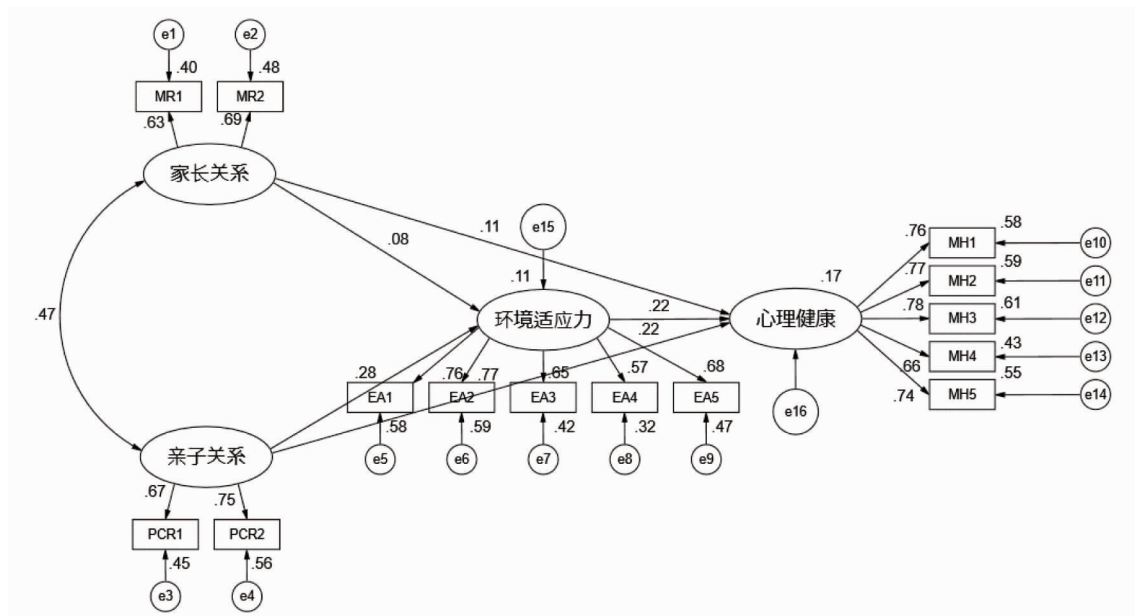 e1 e2
.40 .48
MR1 MR2
.63 .69
家长关系
.47
.08
.11
e15
.11
环境适应力
.22
.22
.28
.17
心理健康
e16
.76 MH1 .58 e10
.77 MH2 .59 e11
.78 MH3 .61 e12
.66 MH4 .43 e13
.74 MH5 .55 e14
.76 .77 .65 .57 .68
EA1 EA2 EA3 EA4 EA5
.58 .59 .42 .32 .47
e5 e6 e7 e8 e9
亲子关系
.67 .75
PCR1 PCR2
.45 .56
e3 e4